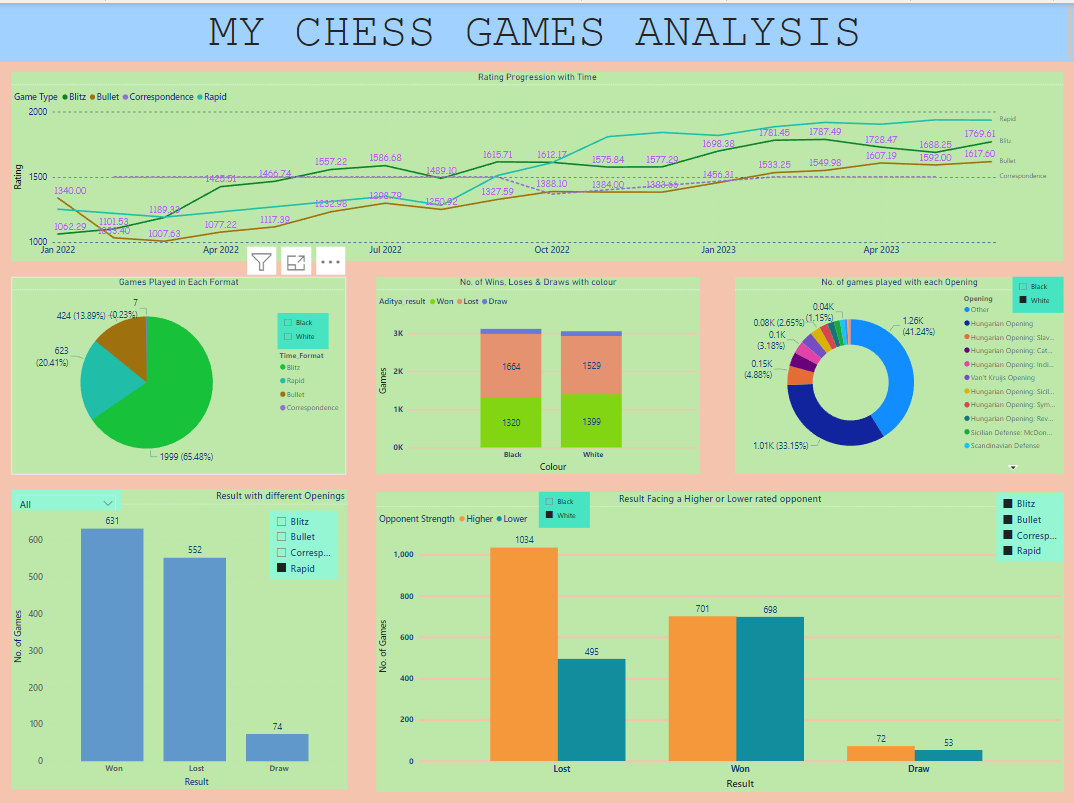 MY CHESS GAMES ANALYSIS
Rating Progression with Time
Game Type Blitz Bullet Correspondence Rapid
Rating
2000
1500
1000
1340.00
1062.29
1101.53
1189.33
1007.63
1077.22
1466.74
1117.39
1557.22
1232.98
1586.68
1298.79
1489.10
1250.92
1615.71
1327.59
1612.17
1388.10
1575.84
1384.00
1577.29
1698.38
1456.31
1781.45
1533.25
1787.49
1549.98
1728.47
1607.19
1688.25
1592.00
1769.61
1617.60
Rapid
Blitz
Bullet
Correspondence
Jan 2022
Apr 2022
Jul 2022
Oct 2022
Jan 2023
Apr 2023
Games Played in Each Format
7
(0.23%)
424 (13.89%)
623
(20.41%)
1999 (65.48%)
Black
White
Time_Format
Blitz
Rapid
Bullet
Correspondence
No. of Wins, Loses & Draws with colour
Aditya_result Won Lost Draw
Games
3K
2K
1K
0K
1664
1320
1529
1399
Black
White
Colour
No. of games played with each Opening
Black
White
0.04K
(1.15%)
0.08K (2.65%)
0.1K
(3.18%)
0.15K
(4.88%)
1.01K (33.15%)
1.26K
(41.24%)
Opening
Other
Hungarian Opening
Hungarian Opening: Slav...
Hungarian Opening: Cat...
Hungarian Opening: Indi...
Van't Kruijs Opening
Hungarian Opening: Sicil...
Hungarian Opening: Sym...
Hungarian Opening: Rev...
Sicilian Defense: McDon...
Scandinavian Defense
All
Result with different Openings
Blitz
Bullet
Corresp...
Rapid
No. of Games
600
500
400
300
200
100
0
631
552
74
Won
Lost
Draw
Result
Black
White
Result Facing a Higher or Lower rated opponent
Opponent Strength Higher Lower
Blitz
Bullet
Corresp...
Rapid
No. of Games
1,000
800
600
400
200
0
1034
495
701
698
72
53
Lost
Won
Draw
Result